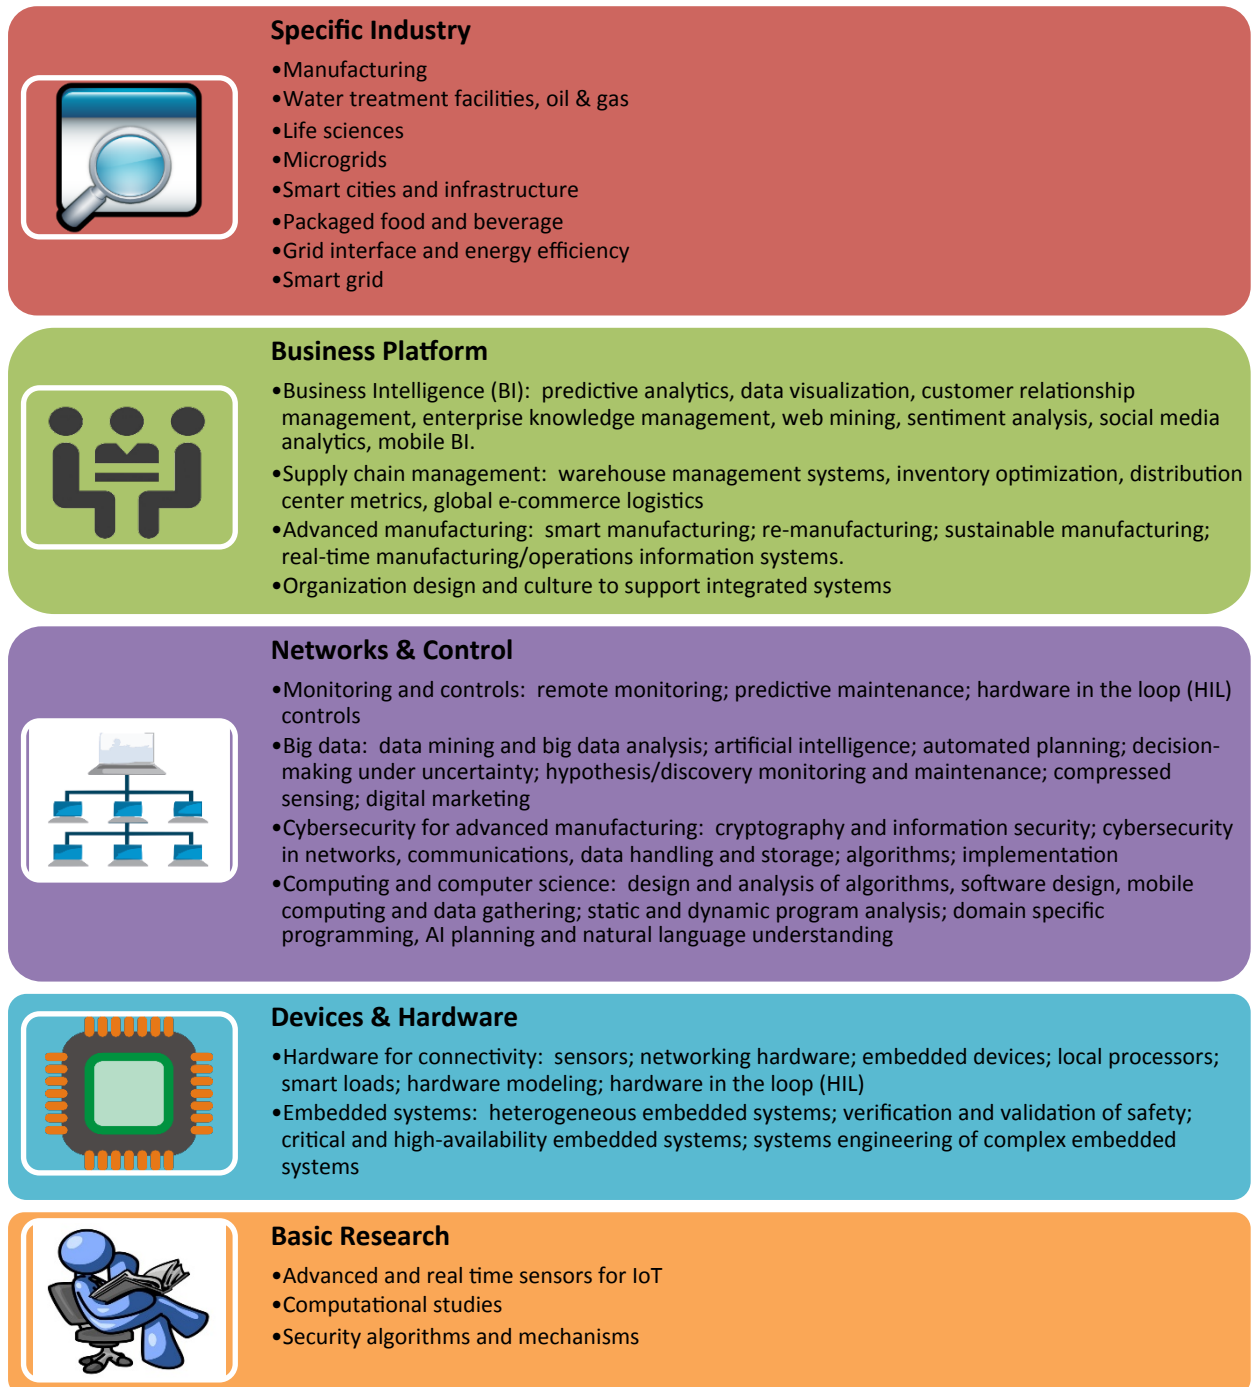 Specific Industry
•Manufacturing
•Water treatment facilities, oil & gas
•Life sciences
•Microgrids
•Smart cities and infrastructure
•Packaged food and beverage
•Grid interface and energy efficiency
•Smart grid
Business Platform
•Business Intelligence (BI):  predictive analytics, data visualization, customer relationship
management, enterprise knowledge management, web mining, sentiment analysis, social media
analytics, mobile BI.
•Supply chain management:  warehouse management systems, inventory optimization, distribution
center metrics, global e-commerce logistics
•Advanced manufacturing:  smart manufacturing; re-manufacturing; sustainable manufacturing;
real-time manufacturing/operations information systems.
•Organization design and culture to support integrated systems
Networks & Control
•Monitoring and controls:  remote monitoring; predictive maintenance; hardware in the loop (HIL)
controls
•Big data:  data mining and big data analysis; artificial intelligence; automated planning; decision-
making under uncertainty; hypothesis/discovery monitoring and maintenance; compressed
sensing; digital marketing
•Cybersecurity for advanced manufacturing:  cryptography and information security; cybersecurity
in networks, communications, data handling and storage; algorithms; implementation
•Computing and computer science:  design and analysis of algorithms, software design, mobile
computing and data gathering; static and dynamic program analysis; domain specific
programming, AI planning and natural language understanding
Devices & Hardware
•Hardware for connectivity:  sensors; networking hardware; embedded devices; local processors;
smart loads; hardware modeling; hardware in the loop (HIL)
•Embedded systems:  heterogeneous embedded systems; verification and validation of safety;
critical and high-availability embedded systems; systems engineering of complex embedded
systems
Basic Research
•Advanced and real time sensors for IoT
•Computational studies
•Security algorithms and mechanisms